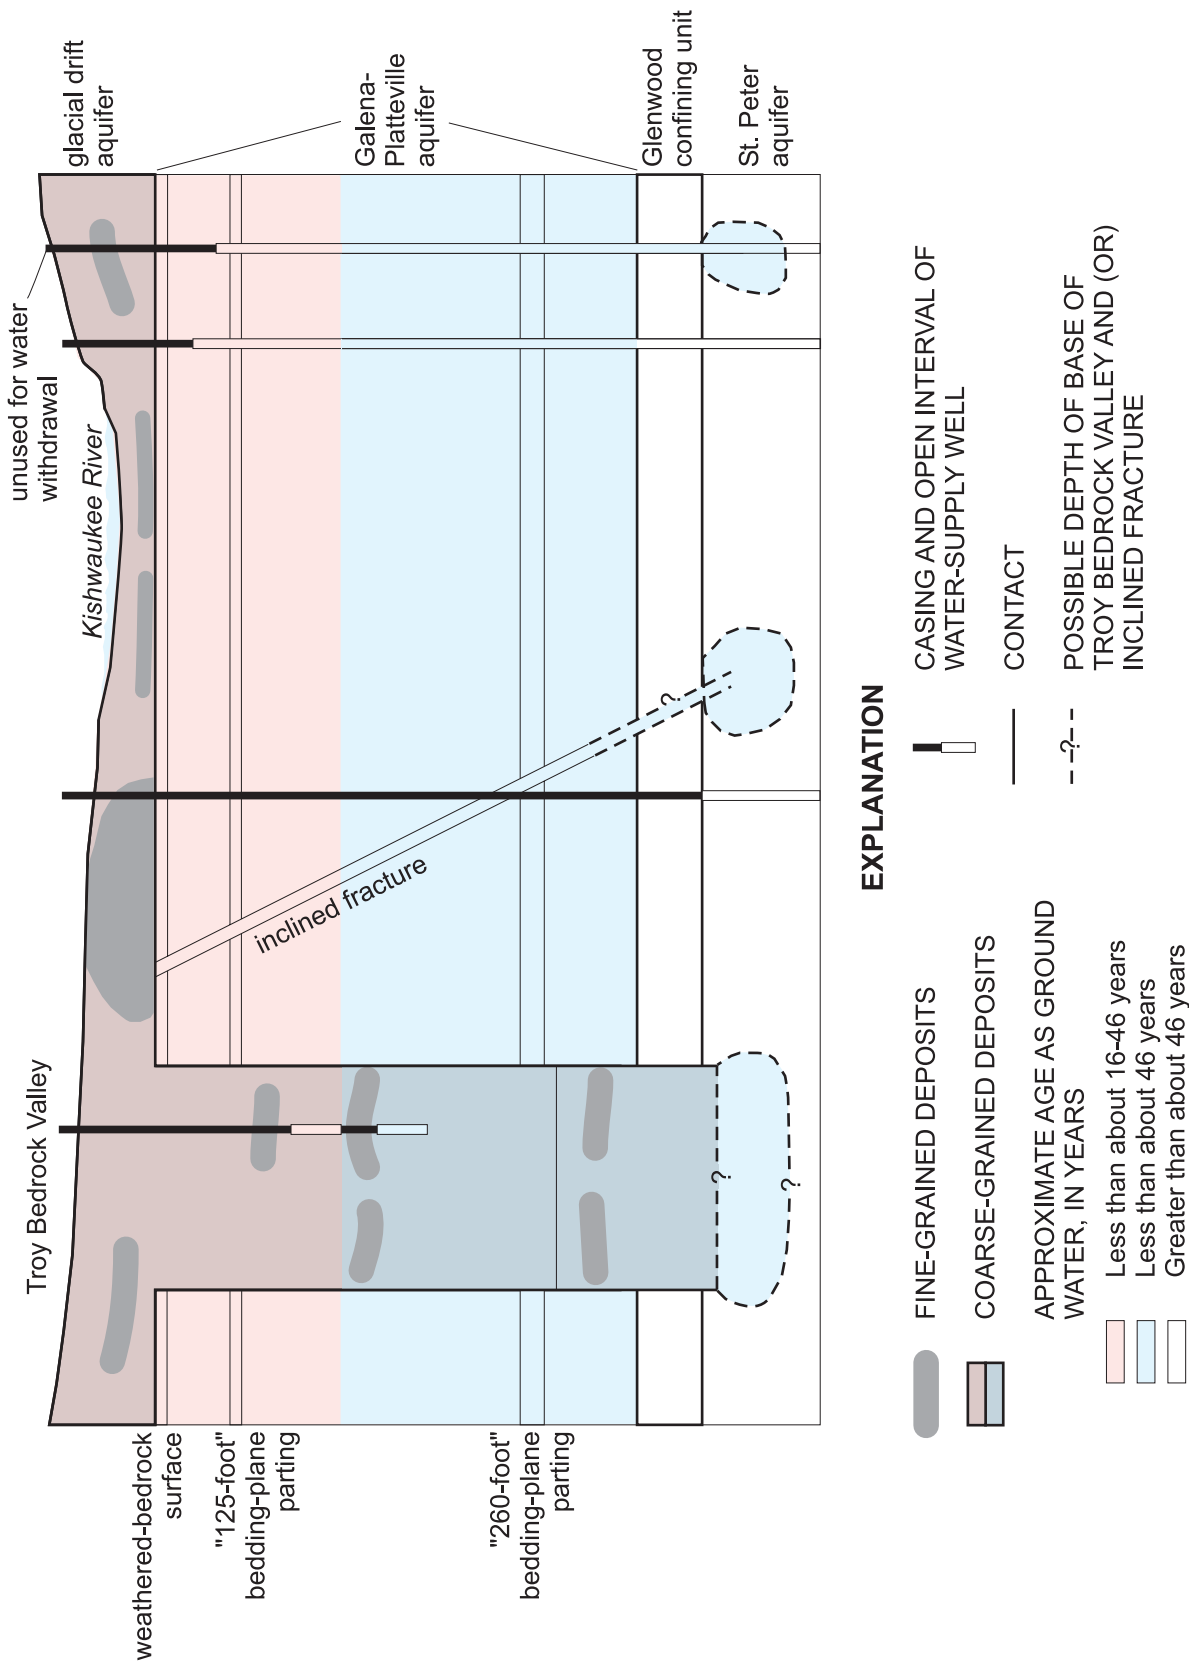 Troy Bedrock Valley
Kishwaukee River
unused for water
withdrawal
glacial drift
aquifer
Galena-
Platteville
aquifer
Glenwood
confining unit
St. Peter
aquifer
weathered-bedrock
surface
"125-foot"
bedding-plane
parting
"260-foot"
bedding-plane
parting
inclined fracture
?
?
?
EXPLANATION
FINE-GRAINED DEPOSITS
COARSE-GRAINED DEPOSITS
APPROXIMATE AGE AS GROUND
WATER, IN YEARS
Less than about 16-46 years
Less than about 46 years
Greater than about 46 years
CASING AND OPEN INTERVAL OF
WATER-SUPPLY WELL
CONTACT
?
POSSIBLE DEPTH OF BASE OF
TROY BEDROCK VALLEY AND (OR)
INCLINED FRACTURE